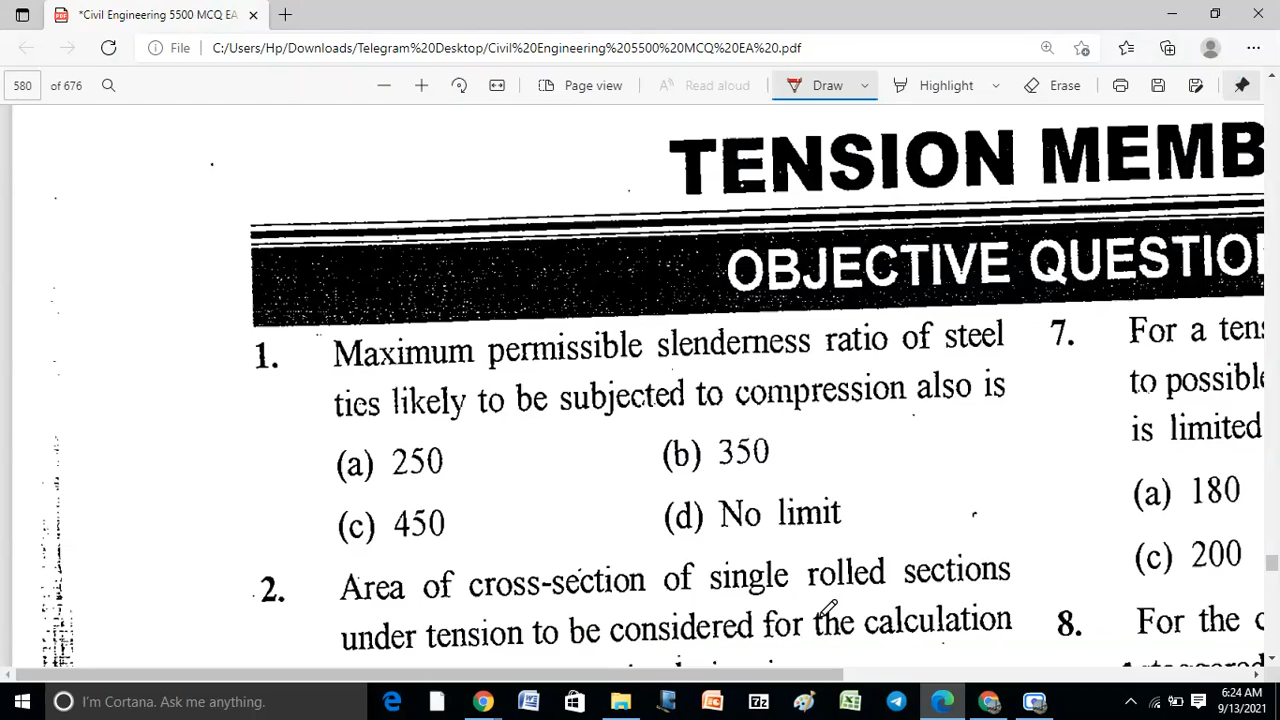 *Civil Engineering 5500 MCQ EA
File C:/Users/Hp/Downloads/Telegram%20Desktop/Civil%20Engineering%205500%20MCQ%20EA%20.pdf
580 of 676 Page view Read aloud Draw Highlight Erase
TENSION MEMB
OBJECTIVE QUESTIO
1. Maximum permissible slenderness ratio of steel
ties likely to be subjected to compression also is
(a) 250 (b) 350
(c) 450 (d) No limit
2. Area of cross-section of single rolled sections
under tension to be considered for the calculation
7. For a tens
to possible
is limited
(a) 180
(c) 200
8. For the c
I'm Cortana. Ask me anything.
6:24 AM
9/13/2021